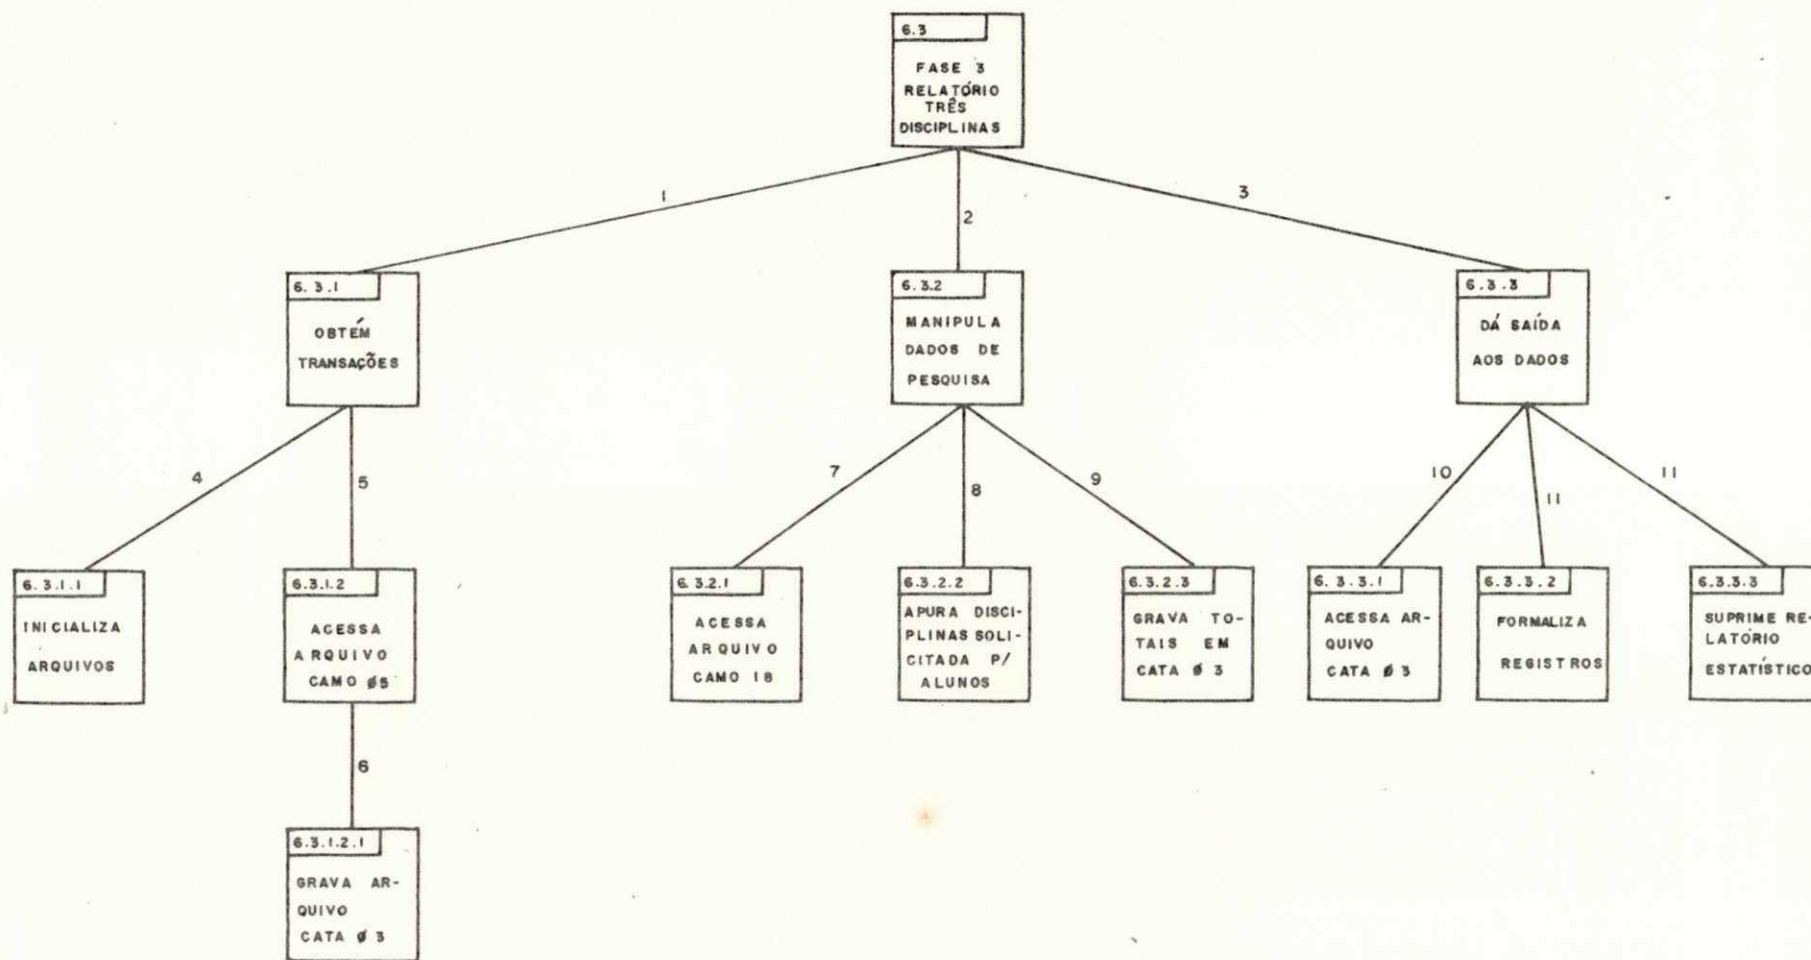 6.3
FASE 3
RELATÓRIO
TRÊS
DISCIPLINAS
1
2
3
6.3.1
OBTÉM
TRANSAÇÕES
6.3.2
MANIPULA
DADOS DE
PESQUISA
6.3.3
DÁ SAÍDA
AOS DADOS
4
5
7
8
9
10
11
11
6.3.1.1
INICIALIZA
ARQUIVOS
6.3.1.2
ACESSA
ARQUIVO
CAMO Ø5
6.3.2.1
ACESSA
ARQUIVO
CAMO 18
6.3.2.2
APURA DISCI-
PLINAS SOLI-
CITADA P/
ALUNOS
6.3.2.3
GRAVA TO-
TAIS EM
CATA Ø 3
6.3.3.1
ACESSA AR-
QUIVO
CATA Ø 3
6.3.3.2
FORMALIZA
REGISTROS
6.3.3.3
SUPRIME RE-
LATÓRIO
ESTATÍSTICO
6
6.3.1.2.1
GRAVA AR-
QUIVO
CATA Ø 3